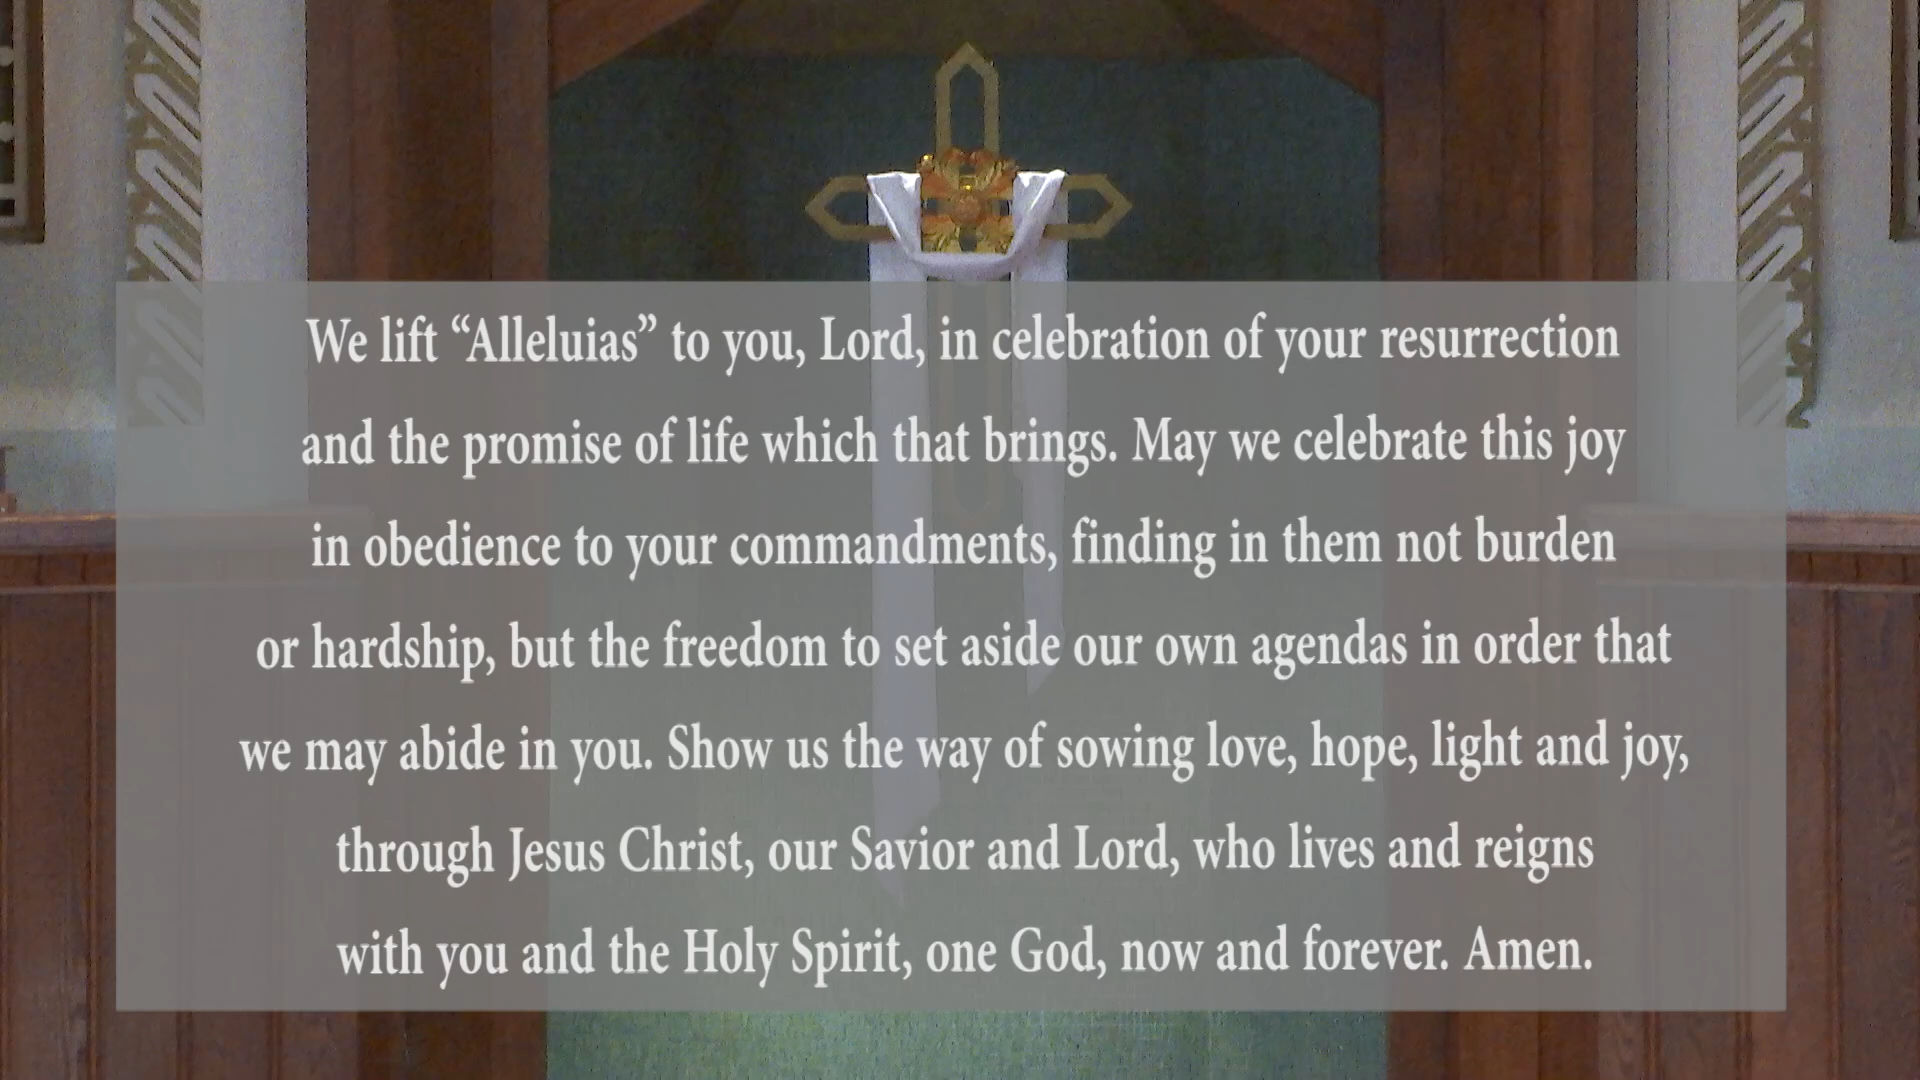 We lift “Alleluias” to you, Lord, in celebration of your resurrection
and the promise of life which that brings. May we celebrate this joy
in obedience to your commandments, finding in them not burden
or hardship, but the freedom to set aside our own agendas in order that
we may abide in you. Show us the way of sowing love, hope, light and joy,
through Jesus Christ, our Savior and Lord, who lives and reigns
with you and the Holy Spirit, one God, now and forever. Amen.